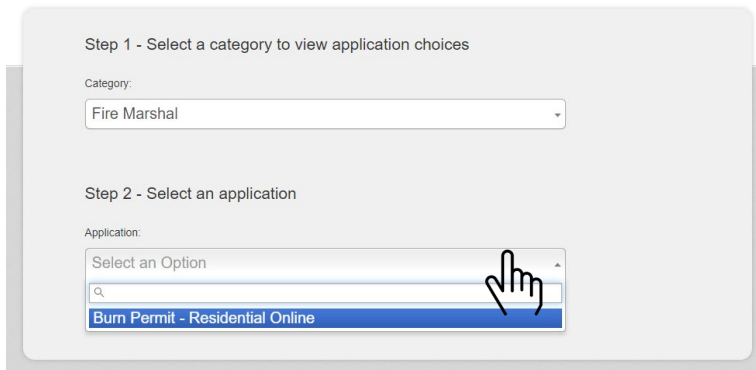 Step 1 - Select a category to view application choices
Category:
Fire Marshal
Step 2 - Select an application
Application:
Select an Option
Burn Permit - Residential Online